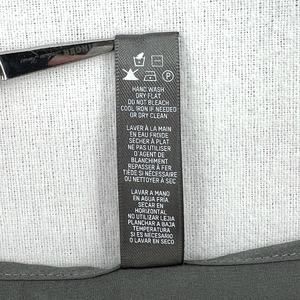 SINGER
P
HAND WASH
DRY FLAT
DO NOT BLEACH
COOL IRON IF NEEDED
OR DRY CLEAN
LAVER À LA MAIN
EN EAU FROIDE
SÉCHER À PLAT
NE PAS UTILISER
D'AGENT DE
BLANCHIMENT
REPASSER À FER
TIÈDE SI NÉCESSAIRE
OU NETTOYER À SEC
LAVAR A MANO
EN AGUA FRÍA
SECAR EN
HORIZONTAL
NO UTILIZAR LEJÍA
PLANCHAR A BAJA
TEMPERATURA
SI ES NECESARIO
O LAVAR EN SECO